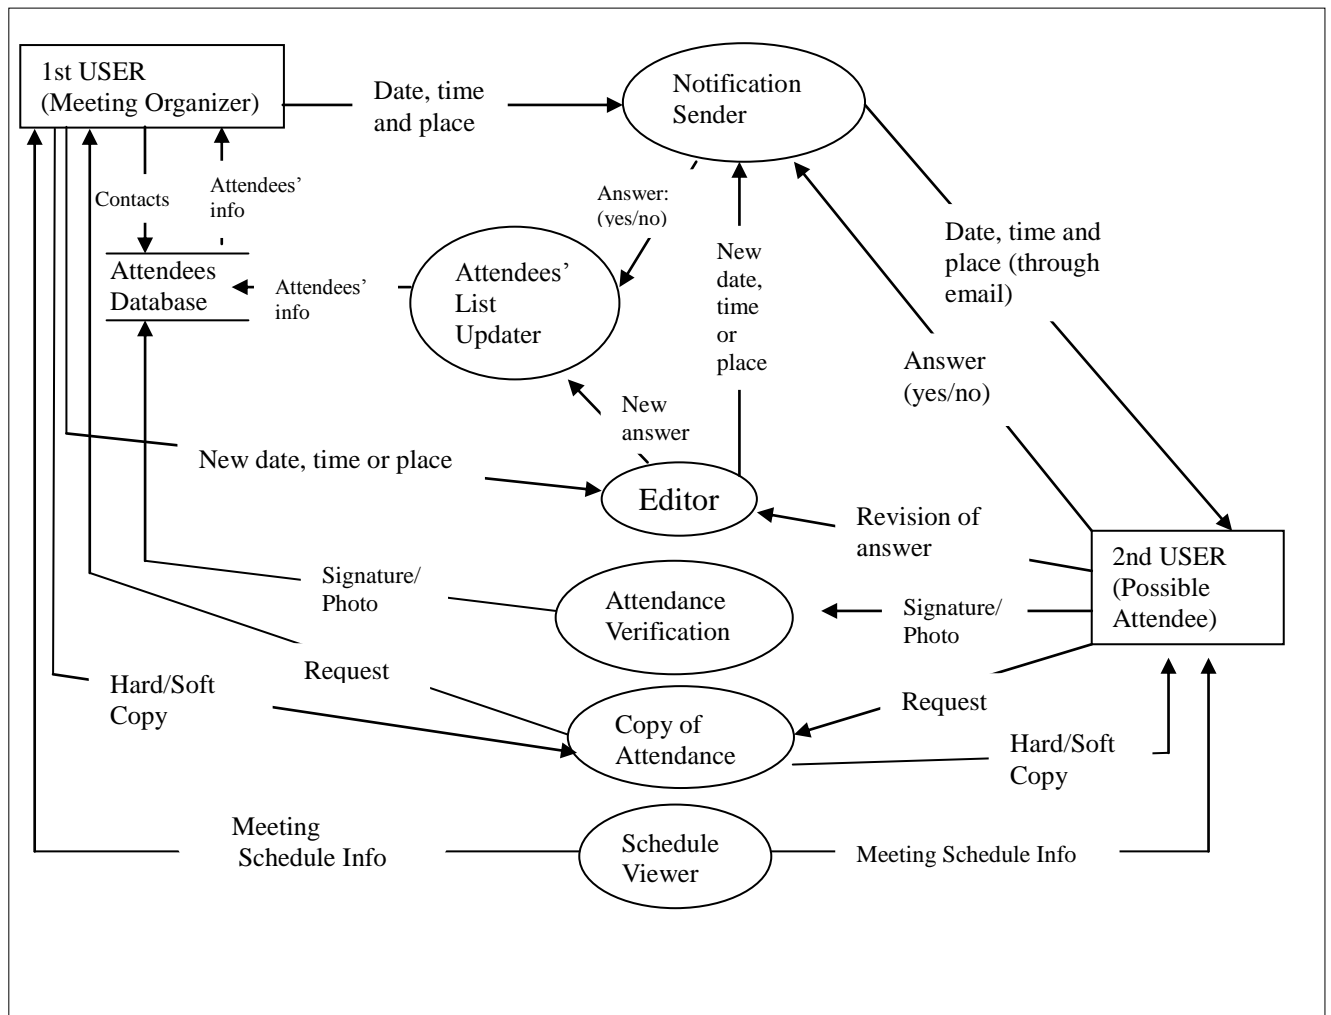 1st USER
(Meeting Organizer)
Date, time
and place
Notification
Sender
Contacts
Attendees'
info
Answer:
(yes/no)
New
date,
time
or
place
Date, time and
place (through
email)
Attendees
Database
Attendees'
info
Attendees'
List
Updater
Answer
(yes/no)
New
answer
New date, time or place
Editor
Revision of
answer
2nd USER
(Possible
Attendee)
Signature/
Photo
Attendance
Verification
Signature/
Photo
Request
Hard/Soft
Copy
Copy of
Attendance
Request
Hard/Soft
Copy
Meeting
Schedule Info
Schedule
Viewer
Meeting Schedule Info